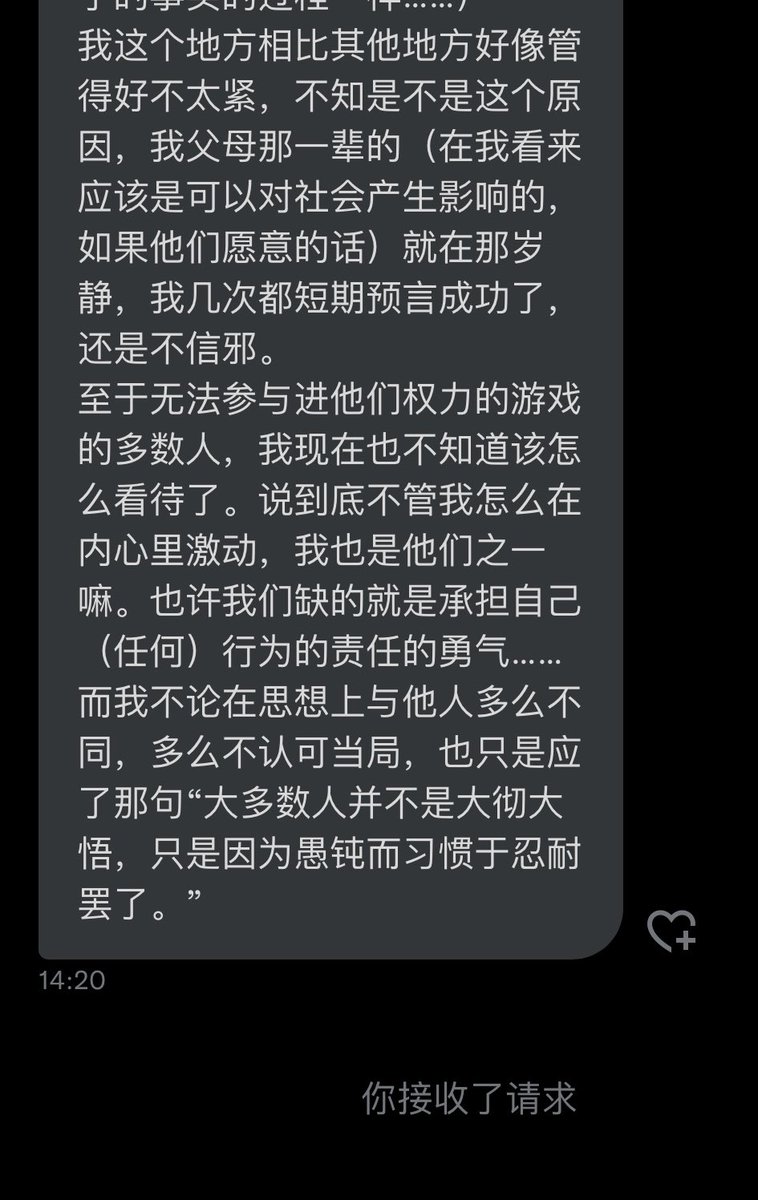 子的事实的过程一样……）
我这个地方相比其他地方好像管
得好不太紧，不知是不是这个原
因，我父母那一辈的（在我看来
应该是可以对社会产生影响的，
如果他们愿意的话）就在那岁
静，我几次都短期预言成功了，
还是不信邪。
至于无法参与进他们权力的游戏
的多数人，我现在也不知道该怎
么看待了。说到底不管我怎么在
内心里激动，我也是他们之一
嘛。也许我们缺的就是承担自己
（任何）行为的责任的勇气……
而我不论在思想上与他人多么不
同，多么不认可当局，也只是应
了那句“大多数人并不是大彻大
悟，只是因为愚钝而习惯于忍耐
罢了。”
14:20
你接收了请求